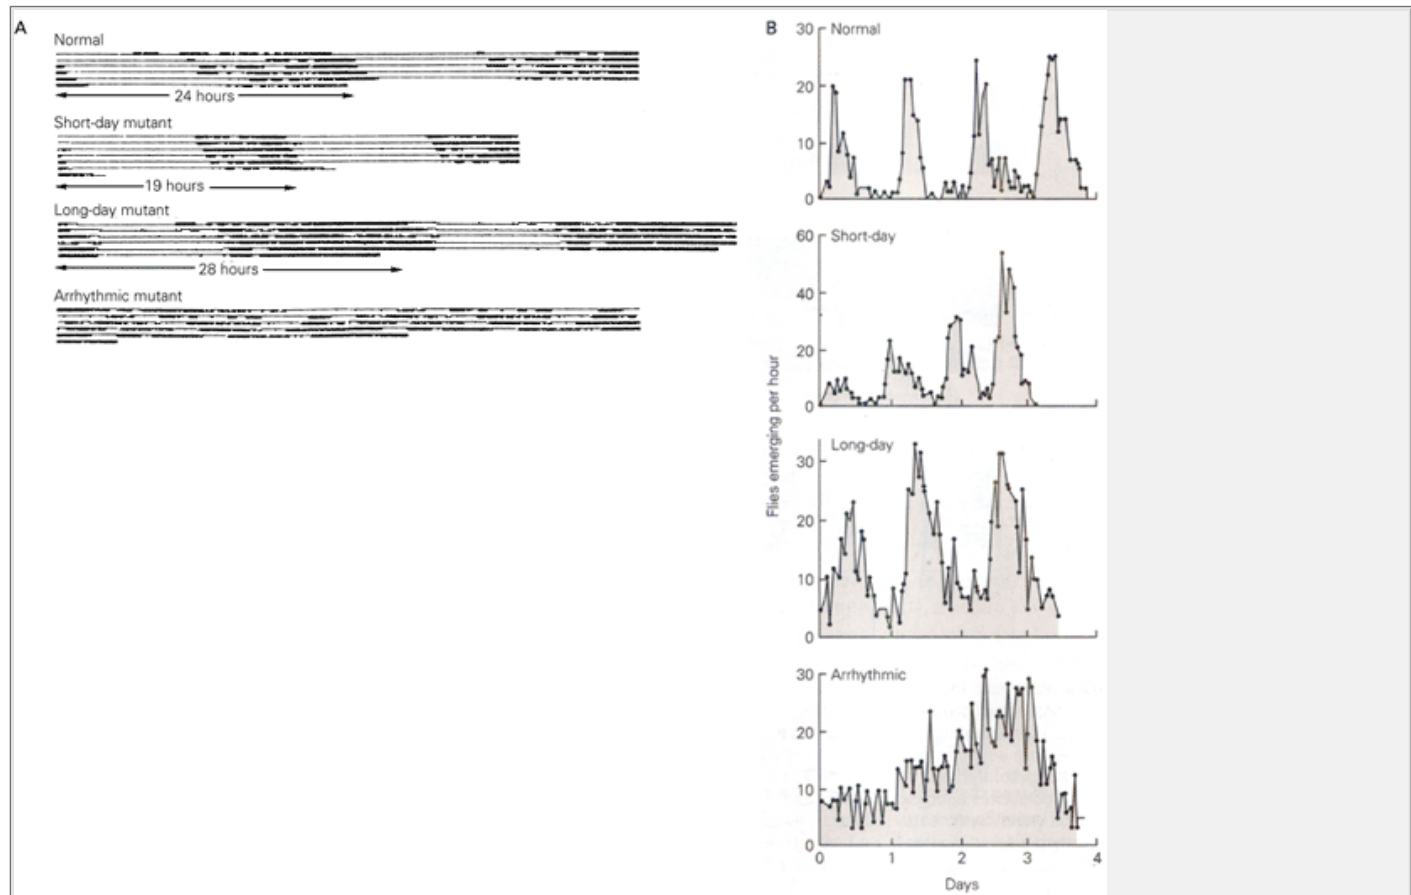 A
Normal
24 hours
Short-day mutant
19 hours
Long-day mutant
28 hours
Arrhythmic mutant
B
30
Normal
20
10
0
60
Short-day
40
20
0
Flies emerging per hour
Long-day
30
20
10
0
30
Arrhythmic
20
10
0
0 1 2 3 4
Days